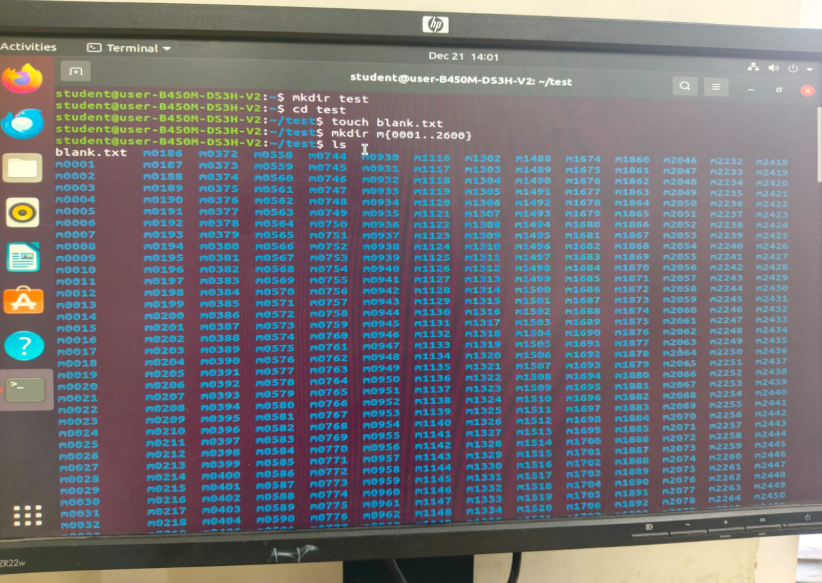 hp
Activities
Terminal
Dec 21 14:01
student@user-B450M-DS3H-V2: ~/test
student@user-B450M-DS3H-V2:~$ mkdir test
student@user-B450M-DS3H-V2:~$ cd test
student@user-B450M-DS3H-V2:~/test$ touch blank.txt
student@user-B450M-DS3H-V2:~/test$ mkdir m{0001..2600}
student@user-B450M-DS3H-V2:~/test$ ls
blank.txt m0186 m0372 m0558 m0744 m0930 m1116 m1302 m1488 m1674 m1860 m2046 m2232 m2418
m0001 m0187 m0373 m0559 m0745 m0931 m1117 m1303 m1489 m1675 m1861 m2047 m2233 m2419
m0002 m0188 m0374 m0560 m0746 m0932 m1118 m1304 m1490 m1676 m1862 m2048 m2234 m2420
m0003 m0189 m0375 m0561 m0747 m0933 m1119 m1305 m1491 m1677 m1863 m2049 m2235 m2421
m0004 m0190 m0376 m0562 m0748 m0934 m1120 m1306 m1492 m1678 m1864 m2050 m2236 m2422
m0005 m0191 m0377 m0563 m0749 m0935 m1121 m1307 m1493 m1679 m1865 m2051 m2237 m2423
m0006 m0192 m0378 m0564 m0750 m0936 m1122 m1308 m1494 m1680 m1866 m2052 m2238 m2424
m0007 m0193 m0379 m0565 m0751 m0937 m1123 m1309 m1495 m1681 m1867 m2053 m2239 m2425
m0008 m0194 m0380 m0566 m0752 m0938 m1124 m1310 m1496 m1682 m1868 m2054 m2240 m2426
m0009 m0195 m0381 m0567 m0753 m0939 m1125 m1311 m1497 m1683 m1869 m2055 m2241 m2427
m0010 m0196 m0382 m0568 m0754 m0940 m1126 m1312 m1498 m1684 m1870 m2056 m2242 m2428
m0011 m0197 m0383 m0569 m0755 m0941 m1127 m1313 m1499 m1685 m1871 m2057 m2243 m2429
m0012 m0198 m0384 m0570 m0756 m0942 m1128 m1314 m1500 m1686 m1872 m2058 m2244 m2430
m0013 m0199 m0385 m0571 m0757 m0943 m1129 m1315 m1501 m1687 m1873 m2059 m2245 m2431
m0014 m0200 m0386 m0572 m0758 m0944 m1130 m1316 m1502 m1688 m1874 m2060 m2246 m2432
m0015 m0201 m0387 m0573 m0759 m0945 m1131 m1317 m1503 m1689 m1875 m2061 m2247 m2433
m0016 m0202 m0388 m0574 m0760 m0946 m1132 m1318 m1504 m1690 m1876 m2062 m2248 m2434
m0017 m0203 m0389 m0575 m0761 m0947 m1133 m1319 m1505 m1691 m1877 m2063 m2249 m2435
m0018 m0204 m0390 m0576 m0762 m0948 m1134 m1320 m1506 m1692 m1878 m2064 m2250 m2436
m0019 m0205 m0391 m0577 m0763 m0949 m1135 m1321 m1507 m1693 m1879 m2065 m2251 m2437
m0020 m0206 m0392 m0578 m0764 m0950 m1136 m1322 m1508 m1694 m1880 m2066 m2252 m2438
m0021 m0207 m0393 m0579 m0765 m0951 m1137 m1323 m1509 m1695 m1881 m2067 m2253 m2439
m0022 m0208 m0394 m0580 m0766 m0952 m1138 m1324 m1510 m1696 m1882 m2068 m2254 m2440
m0023 m0209 m0395 m0581 m0767 m0953 m1139 m1325 m1511 m1697 m1883 m2069 m2255 m2441
m0024 m0210 m0396 m0582 m0768 m0954 m1140 m1326 m1512 m1698 m1884 m2070 m2256 m2442
m0025 m0211 m0397 m0583 m0769 m0955 m1141 m1327 m1513 m1699 m1885 m2071 m2257 m2443
m0026 m0212 m0398 m0584 m0770 m0956 m1142 m1328 m1514 m1700 m1886 m2072 m2258 m2444
m0027 m0213 m0399 m0585 m0771 m0957 m1143 m1329 m1515 m1701 m1887 m2073 m2259 m2445
m0028 m0214 m0400 m0586 m0772 m0958 m1144 m1330 m1516 m1702 m1888 m2074 m2260 m2446
m0029 m0215 m0401 m0587 m0773 m0959 m1145 m1331 m1517 m1703 m1889 m2075 m2261 m2447
m0030 m0216 m0402 m0588 m0774 m0960 m1146 m1332 m1518 m1704 m1890 m2076 m2262 m2448
m0031 m0217 m0403 m0589 m0775 m0961 m1147 m1333 m1519 m1705 m1891 m2077 m2263 m2449
m0032 m0218 m0404 m0590 m0776 m0962 m1148 m1334 m1520 m1706 m1892 m2078 m2264 m2450
ZR22w